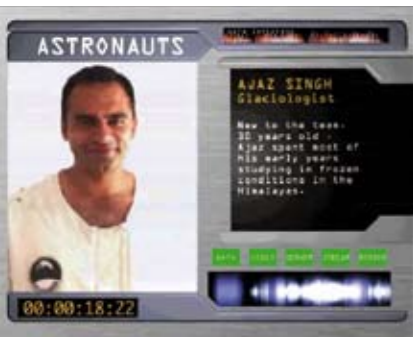 ASTRONAUTS
AJAZ SINGH
Glaciologist
New to the team.
30 years old -
Ajaz spent most of
his early years
studying in frozen
conditions in the
Himalayas.
DATA
00:00:18:22